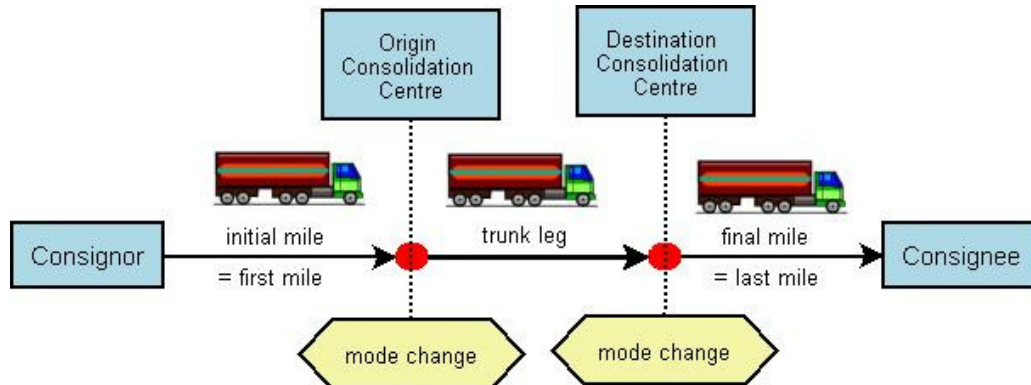 Origin
Consolidation
Centre
Destination
Consolidation
Centre
Consignor
initial mile
= first mile
trunk leg
final mile
= last mile
Consignee
mode change
mode change